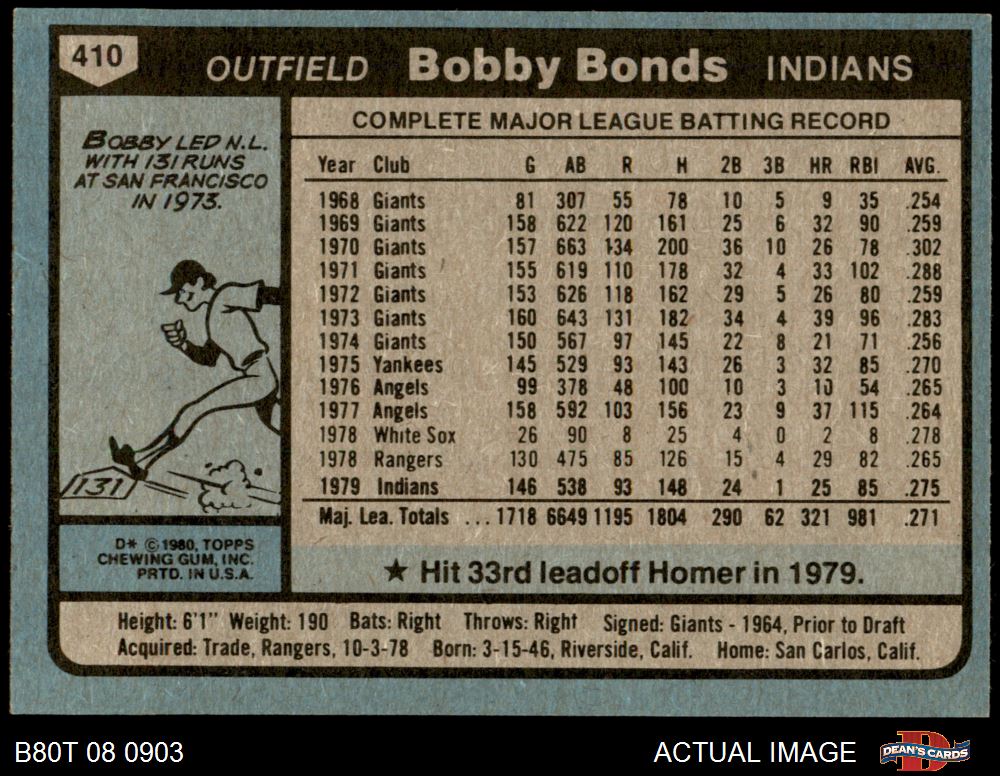 410
OUTFIELD Bobby Bonds INDIANS
BOBBY LED N.L.
WITH 131 RUNS
AT SAN FRANCISCO
IN 1973.
131
D* © 1980, TOPPS
CHEWING GUM, INC.
PRTD. IN U.S.A.
COMPLETE MAJOR LEAGUE BATTING RECORD
Year Club G AB R H 2B 3B HR RBI AVG.
1968 Giants 81 307 55 78 10 5 9 35 .254
1969 Giants 158 622 120 161 25 6 32 90 .259
1970 Giants 157 663 134 200 36 10 26 78 .302
1971 Giants 155 619 110 178 32 4 33 102 .288
1972 Giants 153 626 118 162 29 5 26 80 .259
1973 Giants 160 643 131 182 34 4 39 96 .283
1974 Giants 150 567 97 145 22 8 21 71 .256
1975 Yankees 145 529 93 143 26 3 32 85 .270
1976 Angels 99 378 48 100 10 3 10 54 .265
1977 Angels 158 592 103 156 23 9 37 115 .264
1978 White Sox 26 90 8 25 4 0 2 8 .278
1978 Rangers 130 475 85 126 15 4 29 82 .265
1979 Indians 146 538 93 148 24 1 25 85 .275
Maj. Lea. Totals ... 1718 6649 1195 1804 290 62 321 981 .271
★ Hit 33rd leadoff Homer in 1979.
Height: 6'1" Weight: 190 Bats: Right Throws: Right Signed: Giants - 1964, Prior to Draft
Acquired: Trade, Rangers, 10-3-78 Born: 3-15-46, Riverside, Calif. Home: San Carlos, Calif.
B80T 08 0903
ACTUAL IMAGE
DEAN'S CARDS